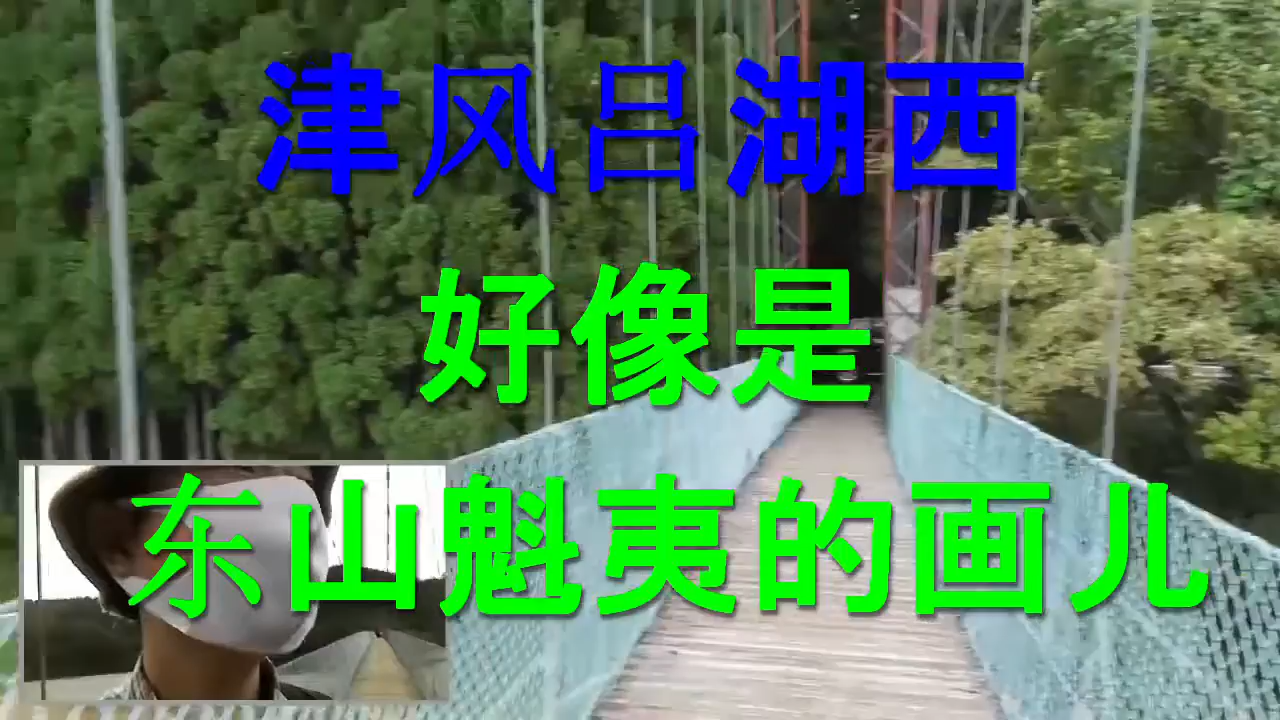 津风吕湖西
好像是
东山魁夷的画儿